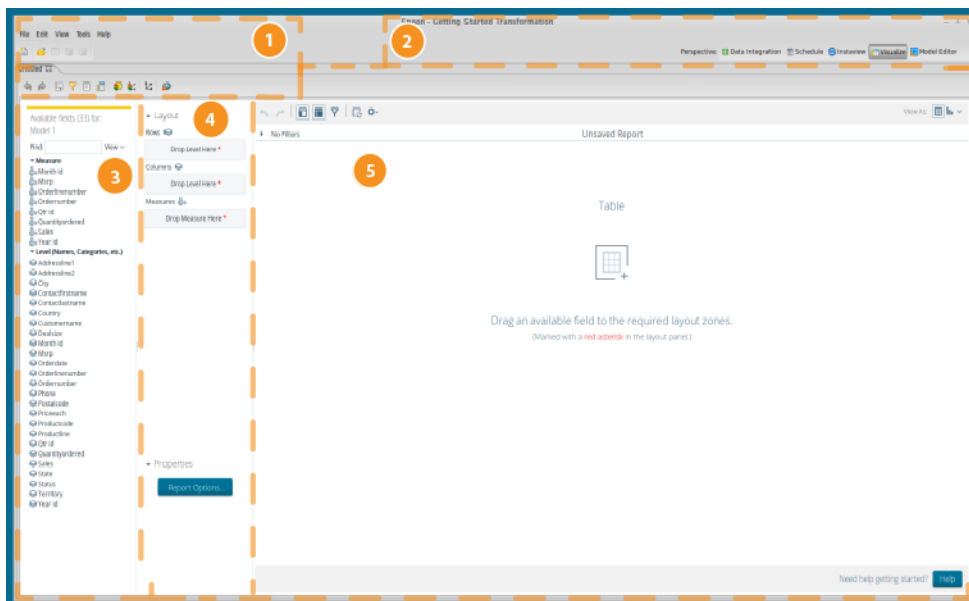 Spoon - Getting Started Transformation
File Edit View Tools Help
1
2
Perspective: Data Integration Schedule Instaview Visualize Model Editor
Untitled
Available fields (33) for:
Model 1
Find: View
3
Measure
Month id
Msrp
Orderlinenumber
Ordernumber
Qtr id
Quantityordered
Sales
Year id
Level (Names, Categories, etc.)
Addressline1
Addressline2
City
Contactfirstname
Contactlastname
Country
Customername
Dealsize
Month id
Msrp
Orderdate
Orderlinenumber
Ordernumber
Phone
Postalcode
Priceeach
Productcode
Productline
Qtr id
Quantityordered
Sales
State
Status
Territory
Year id
Layout
4
Rows
Drop Level Here *
Columns
Drop Level Here *
Measures
Drop Measure Here *
Properties
Report Options...
View As:
No Filters
Unsaved Report
5
Table
Drag an available field to the required layout zones.
(Marked with a red asterisk in the layout panel.)
Need help getting started? Help